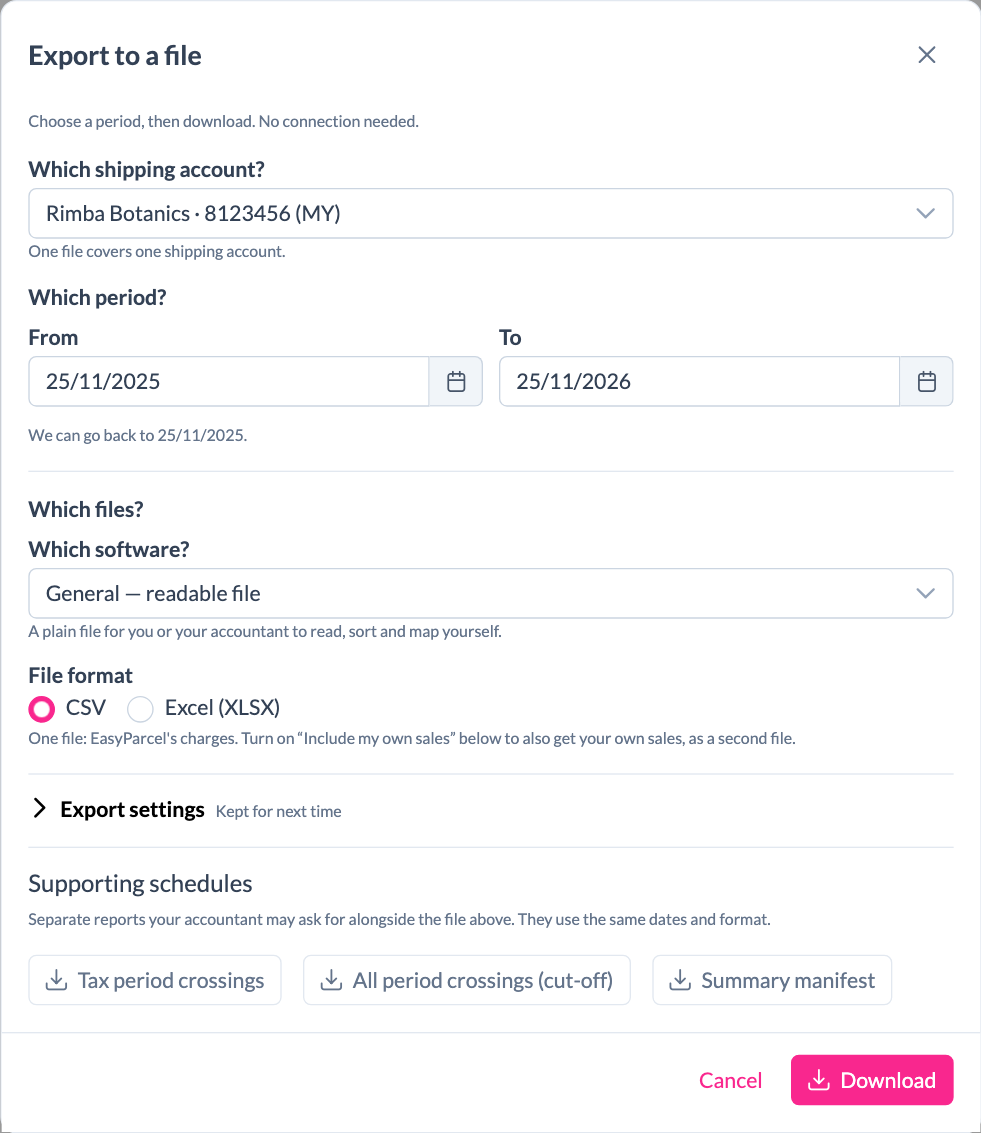 Export to a file
Choose a period, then download. No connection needed.
Which shipping account?
Rimba Botanics · 8123456 (MY)
One file covers one shipping account.
Which period?
From
To
25/11/2025
25/11/2026
We can go back to 25/11/2025.
Which files?
Which software?
General — readable file
A plain file for you or your accountant to read, sort and map yourself.
File format
CSV
Excel (XLSX)
One file: EasyParcel's charges. Turn on “Include my own sales” below to also get your own sales, as a second file.
Export settings Kept for next time
Supporting schedules
Separate reports your accountant may ask for alongside the file above. They use the same dates and format.
Tax period crossings
All period crossings (cut-off)
Summary manifest
Cancel
Download